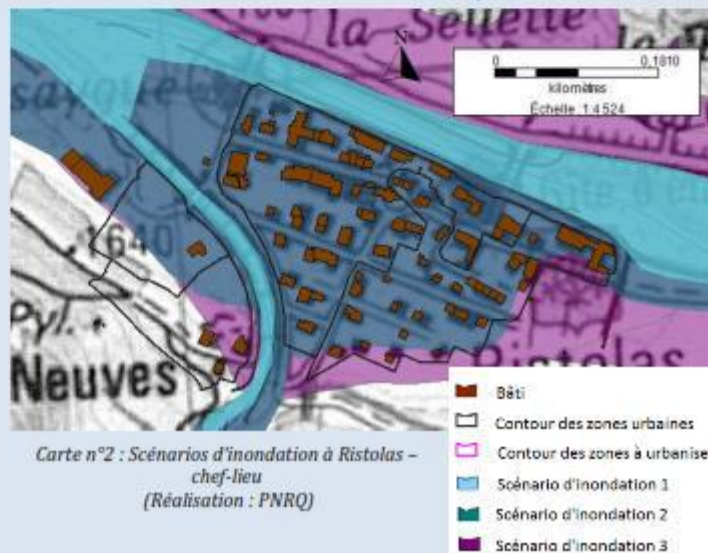 la Sellette
N
0 0,1810
kilomètres
Échelle 1:4 524
1640
Pyl.
Neuves
Ristolas
Bâti
Contour des zones urbaines
Contour des zones à urbanise
Scénario d'inondation 1
Scénario d'inondation 2
Scénario d'inondation 3
Carte n°2 : Scénarios d'inondation à Ristolas –
chef-lieu
(Réalisation : PNRQ)